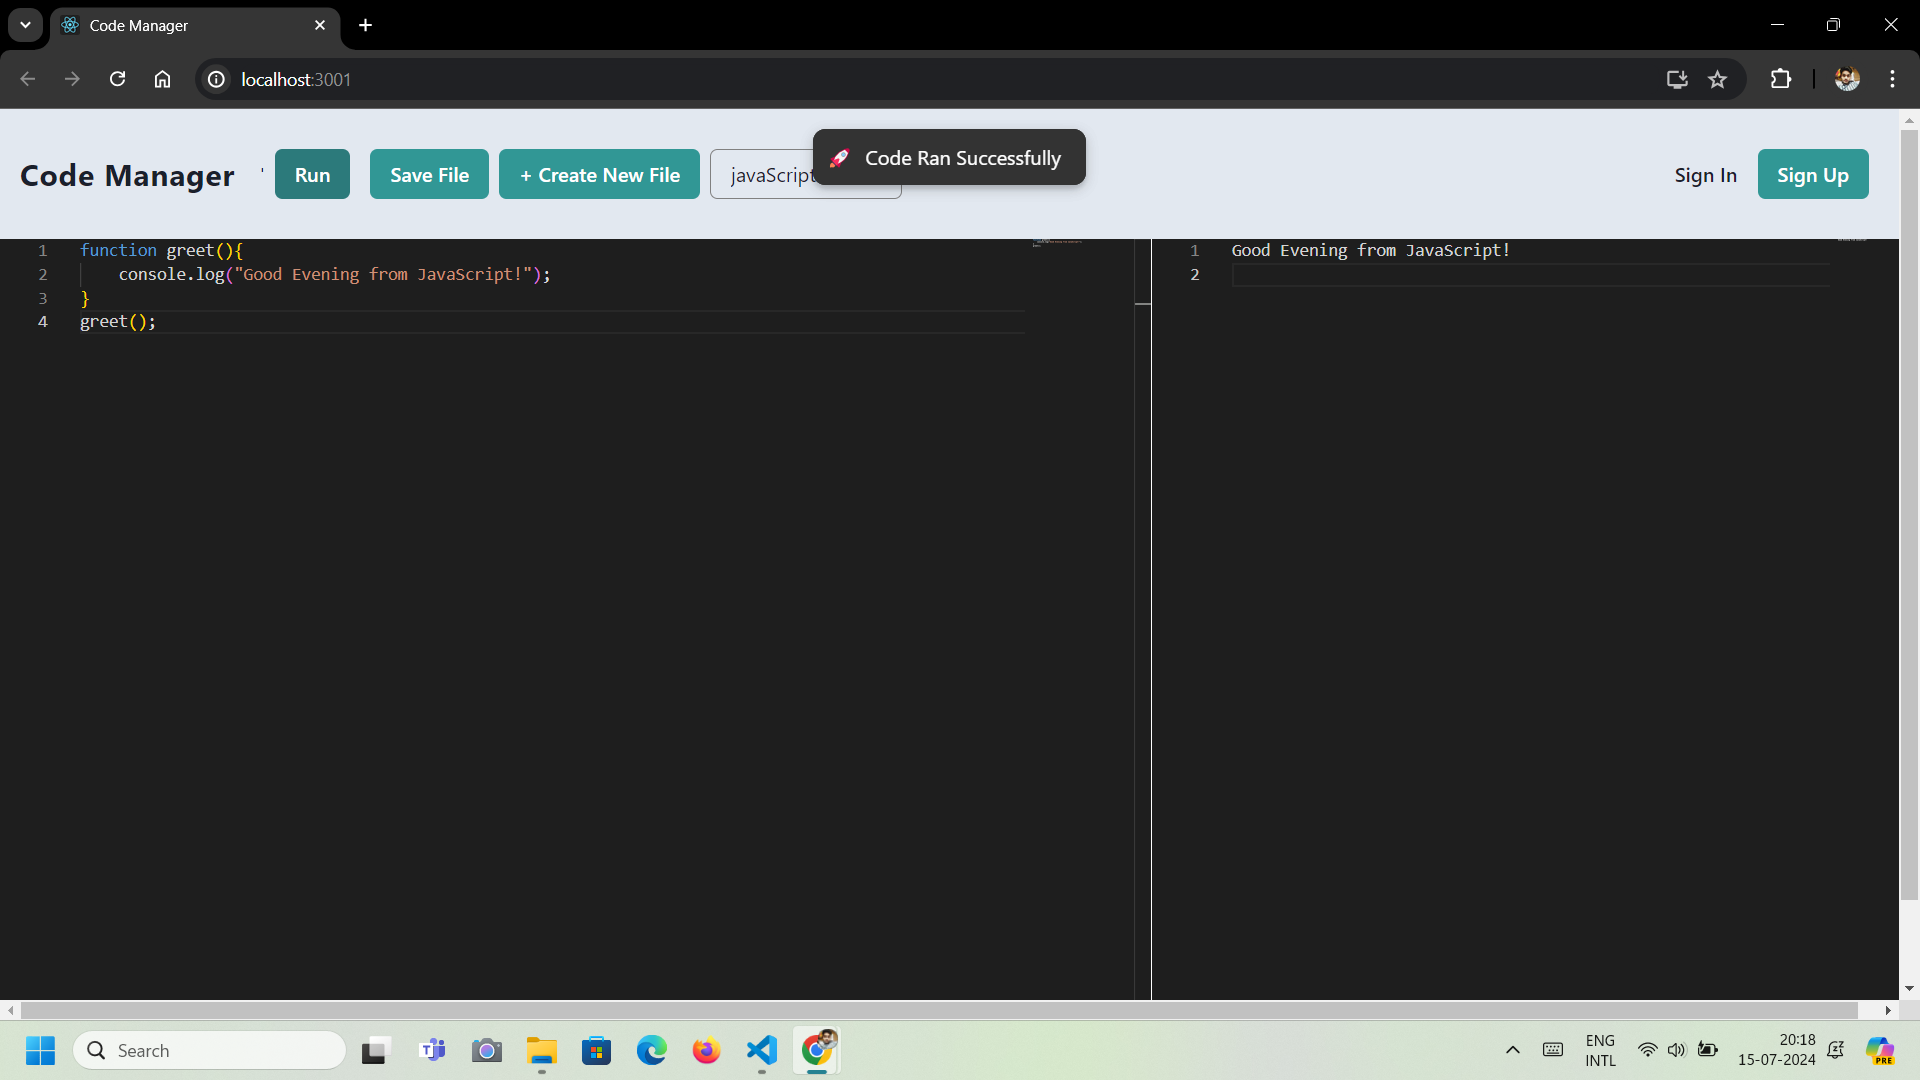 Code Manager
localhost:3001
Code Manager ' Run Save File + Create New File javaScript
🚀 Code Ran Successfully
Sign In Sign Up
1 function greet(){
2 console.log("Good Evening from JavaScript!");
3 }
4 greet();
1 Good Evening from JavaScript!
2
Search
ENG
INTL
20:18
15-07-2024
PRE